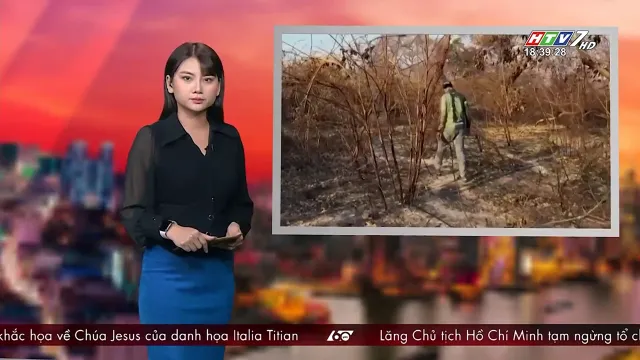 HTV7 HD
18:39:28
khắc họa về Chúa Jesus của danh họa Italia Titian 60 Lăng Chủ tịch Hồ Chí Minh tạm ngừng tổ